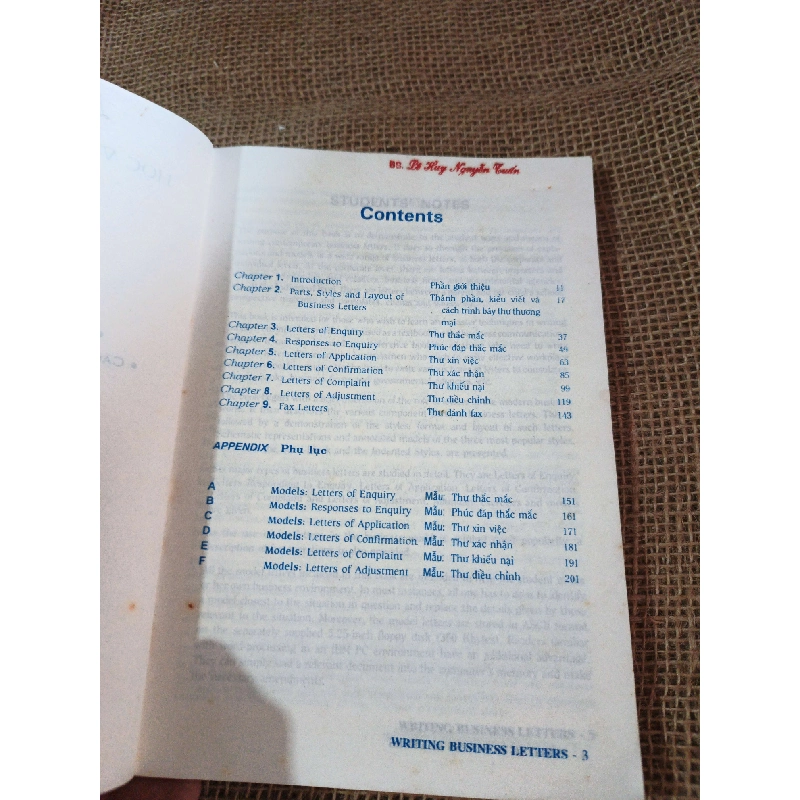 BS. Lê Huy Nguyễn Tuấn
STUDENTS' NOTES
Contents
Chapter 1. Introduction Phần giới thiệu 11
Chapter 2. Parts, Styles and Layout of Thành phần, kiểu viết và 17
Business Letters cách trình bày thư thương
mại
Chapter 3. Letters of Enquiry Thư thắc mắc 37
Chapter 4. Responses to Enquiry Phúc đáp thắc mắc 49
Chapter 5. Letters of Application Thư xin việc 63
Chapter 6. Letters of Confirmation Thư xác nhận 85
Chapter 7. Letters of Complaint Thư khiếu nại 99
Chapter 8. Letters of Adjustment Thư điều chỉnh 119
Chapter 9. Fax Letters Thư đánh fax 143
APPENDIX Phụ lục
A Models: Letters of Enquiry Mẫu: Thư thắc mắc 151
B Models: Responses to Enquiry Mẫu: Phúc đáp thắc mắc 161
C Models: Letters of Application Mẫu: Thư xin việc 171
D Models: Letters of Confirmation Mẫu: Thư xác nhận 181
E Models: Letters of Complaint Mẫu: Thư khiếu nại 191
F Models: Letters of Adjustment Mẫu: Thư điều chỉnh 201
WRITING BUSINESS LETTERS - 3